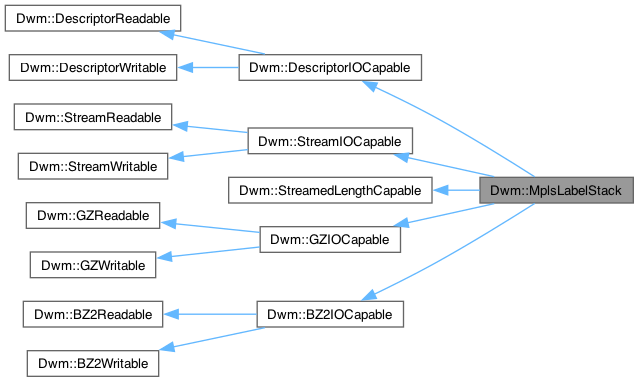 Dwm::DescriptorReadable
Dwm::DescriptorWritable
Dwm::DescriptorIOCapable
Dwm::StreamReadable
Dwm::StreamWritable
Dwm::StreamIOCapable
Dwm::StreamedLengthCapable
Dwm::MplsLabelStack
Dwm::GZReadable
Dwm::GZWritable
Dwm::GZIOCapable
Dwm::BZ2Readable
Dwm::BZ2Writable
Dwm::BZ2IOCapable